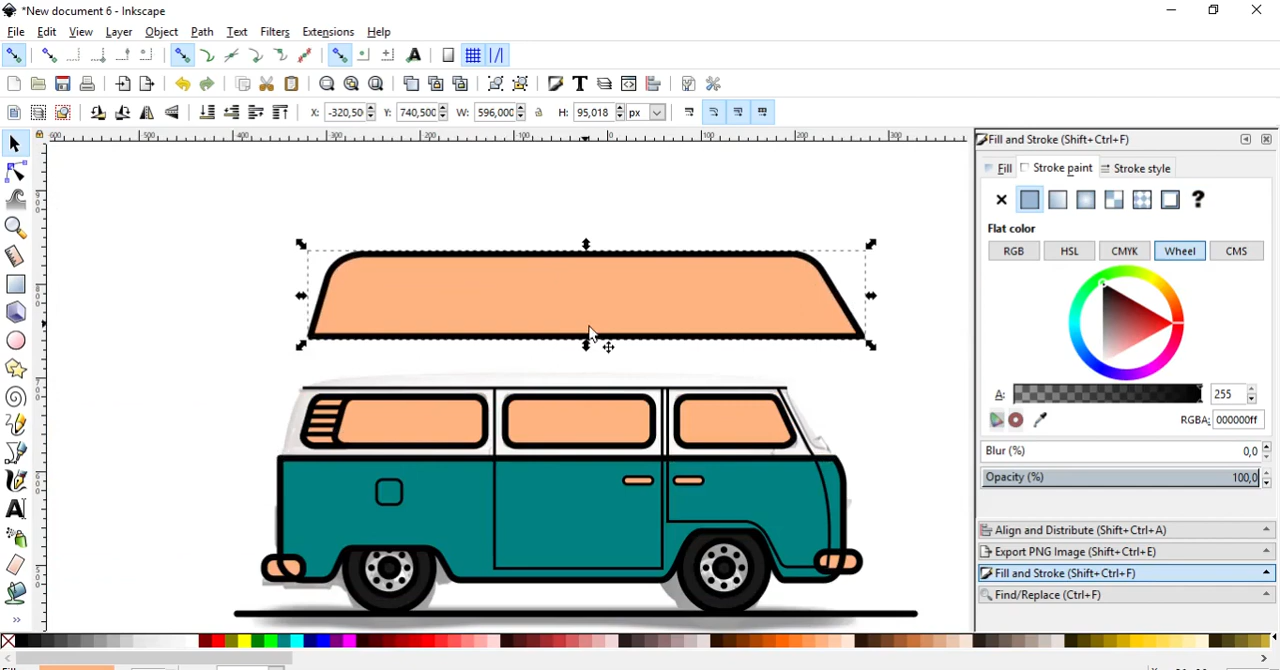 *New document 6 - Inkscape
File Edit View Layer Object Path Text Filters Extensions Help
X: -320,50 Y: 740,500 W: 596,000 H: 95,018 px
Fill and Stroke (Shift+Ctrl+F)
Fill Stroke paint Stroke style
Flat color
RGB HSL CMYK Wheel CMS
A: 255
RGBA: 000000ff
Blur (%) 0,0
Opacity (%) 100,0
Align and Distribute (Shift+Ctrl+A)
Export PNG Image (Shift+Ctrl+E)
Fill and Stroke (Shift+Ctrl+F)
Find/Replace (Ctrl+F)